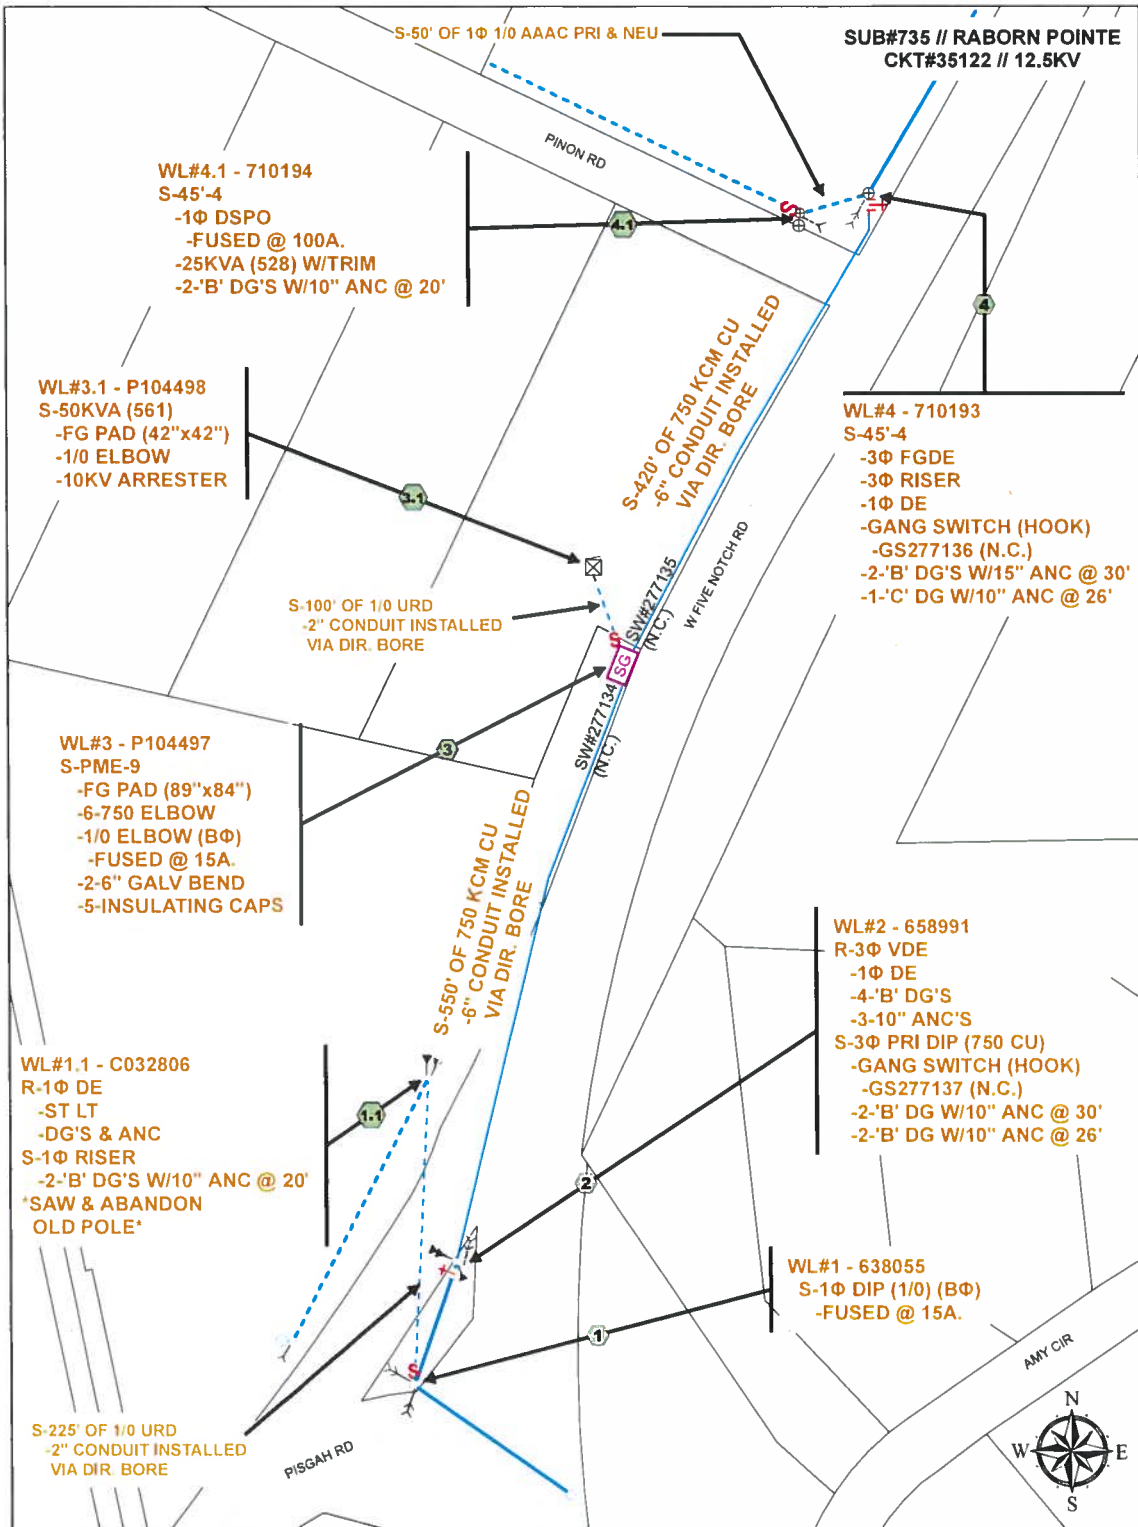 S-50' OF 1Φ 1/0 AAAC PRI & NEU
SUB#735 // RABORN POINTE
CKT#35122 // 12.5KV
PINON RD
WL#4.1 - 710194
S-45'-4
-1Φ DSPO
-FUSED @ 100A.
-25KVA (528) W/TRIM
-2-'B' DG'S W/10" ANC @ 20'
4.1
S
4
WL#3.1 - P104498
S-50KVA (561)
-FG PAD (42"x42")
-1/0 ELBOW
-10KV ARRESTER
3.1
S-420' OF 750 KCM CU
-6" CONDUIT INSTALLED
VIA DIR. BORE
WL#4 - 710193
S-45'-4
-3Φ FGDE
-3Φ RISER
-1Φ DE
-GANG SWITCH (HOOK)
-GS277136 (N.C.)
-2-'B' DG'S W/15" ANC @ 30'
-1-'C' DG W/10" ANC @ 26'
S-100' OF 1/0 URD
-2" CONDUIT INSTALLED
VIA DIR. BORE
SW#277135
(N.C.)
W FIVE NOTCH RD
S
SG
SW#277134
(N.C.)
WL#3 - P104497
S-PME-9
-FG PAD (89"x84")
-6-750 ELBOW
-1/0 ELBOW (BΦ)
-FUSED @ 15A.
-2-6" GALV BEND
-5-INSULATING CAPS
3
S-550' OF 750 KCM CU
-6" CONDUIT INSTALLED
VIA DIR. BORE
WL#2 - 658991
R-3Φ VDE
-1Φ DE
-4-'B' DG'S
-3-10" ANC'S
S-3Φ PRI DIP (750 CU)
-GANG SWITCH (HOOK)
-GS277137 (N.C.)
-2-'B' DG W/10" ANC @ 30'
-2-'B' DG W/10" ANC @ 26'
WL#1.1 - C032806
R-1Φ DE
-ST LT
-DG'S & ANC
S-1Φ RISER
-2-'B' DG'S W/10" ANC @ 20'
*SAW & ABANDON
OLD POLE*
1.1
2
WL#1 - 638055
S-1Φ DIP (1/0) (BΦ)
-FUSED @ 15A.
1
S
AMY CIR
S-225' OF 1/0 URD
-2" CONDUIT INSTALLED
VIA DIR. BORE
PISGAH RD
N
W
E
S